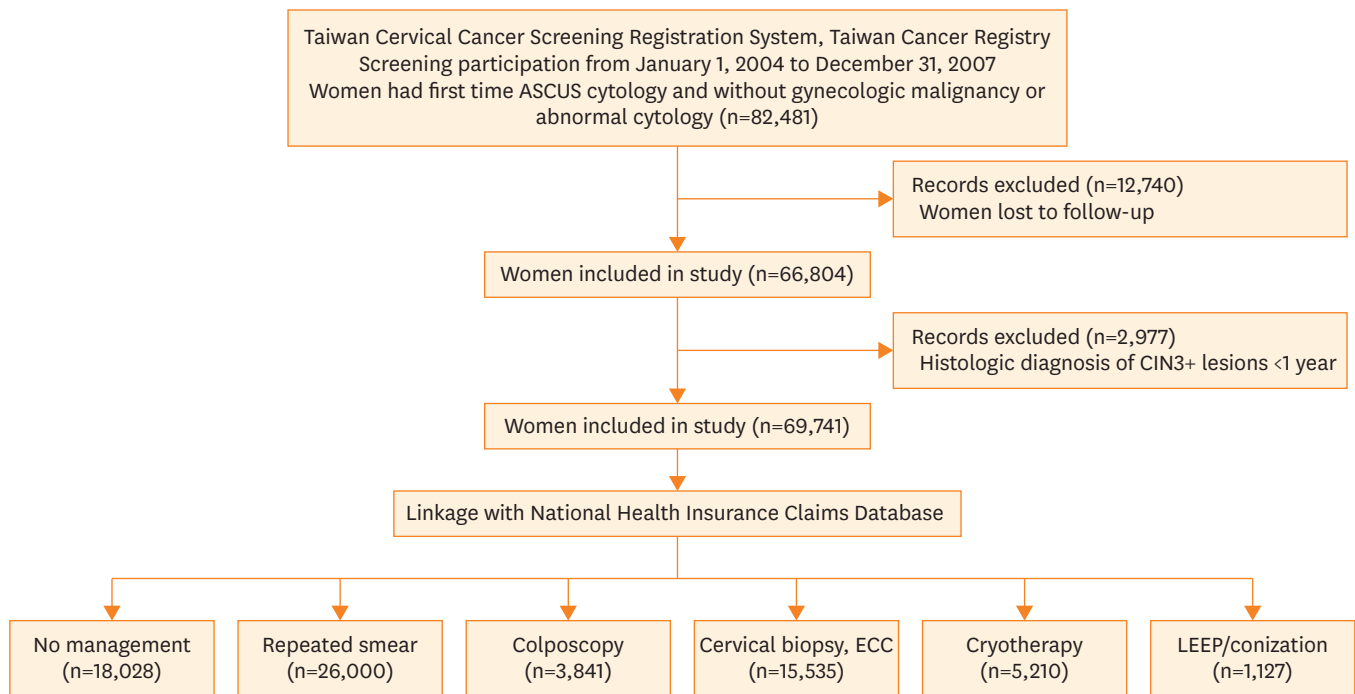 Taiwan Cervical Cancer Screening Registration System, Taiwan Cancer Registry
Screening participation from January 1, 2004 to December 31, 2007
Women had first time ASCUS cytology and without gynecologic malignancy or
abnormal cytology (n=82,481)
Records excluded (n=12,740)
Women lost to follow-up
Women included in study (n=66,804)
Records excluded (n=2,977)
Histologic diagnosis of CIN3+ lesions <1 year
Women included in study (n=69,741)
Linkage with National Health Insurance Claims Database
No management
(n=18,028)
Repeated smear
(n=26,000)
Colposcopy
(n=3,841)
Cervical biopsy, ECC
(n=15,535)
Cryotherapy
(n=5,210)
LEEP/conization
(n=1,127)